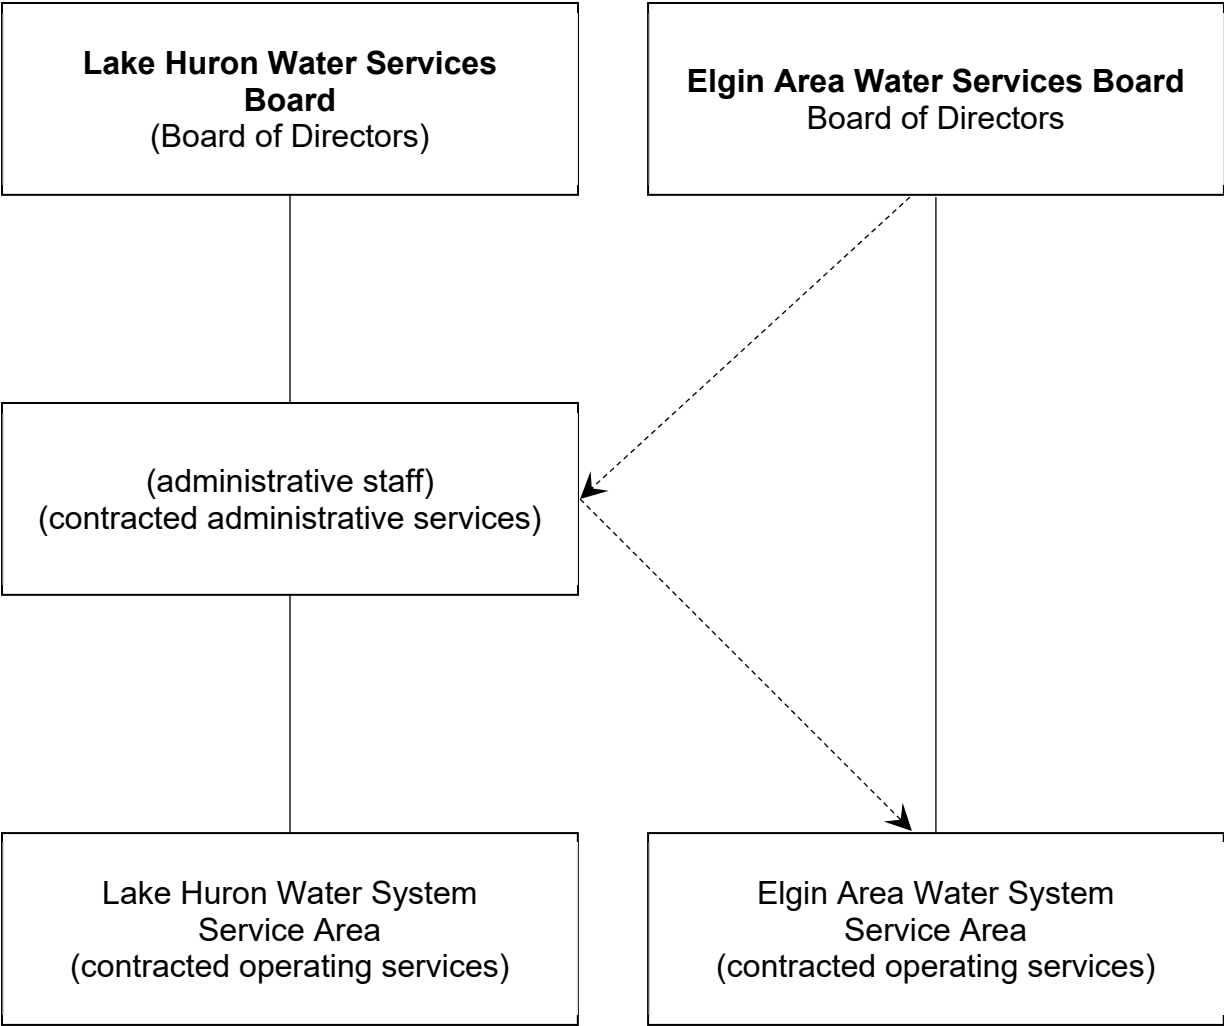 Lake Huron Water Services
Board
(Board of Directors)
Elgin Area Water Services Board
Board of Directors
(administrative staff)
(contracted administrative services)
Lake Huron Water System
Service Area
(contracted operating services)
Elgin Area Water System
Service Area
(contracted operating services)